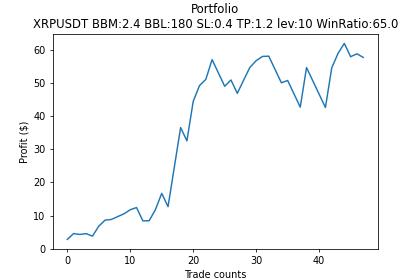 Portfolio
XRPUSDT BBM:2.4 BBL:180 SL:0.4 TP:1.2 lev:10 WinRatio:65.0
60
50
40
30
20
10
0
Profit ($)
0 10 20 30 40
Trade counts